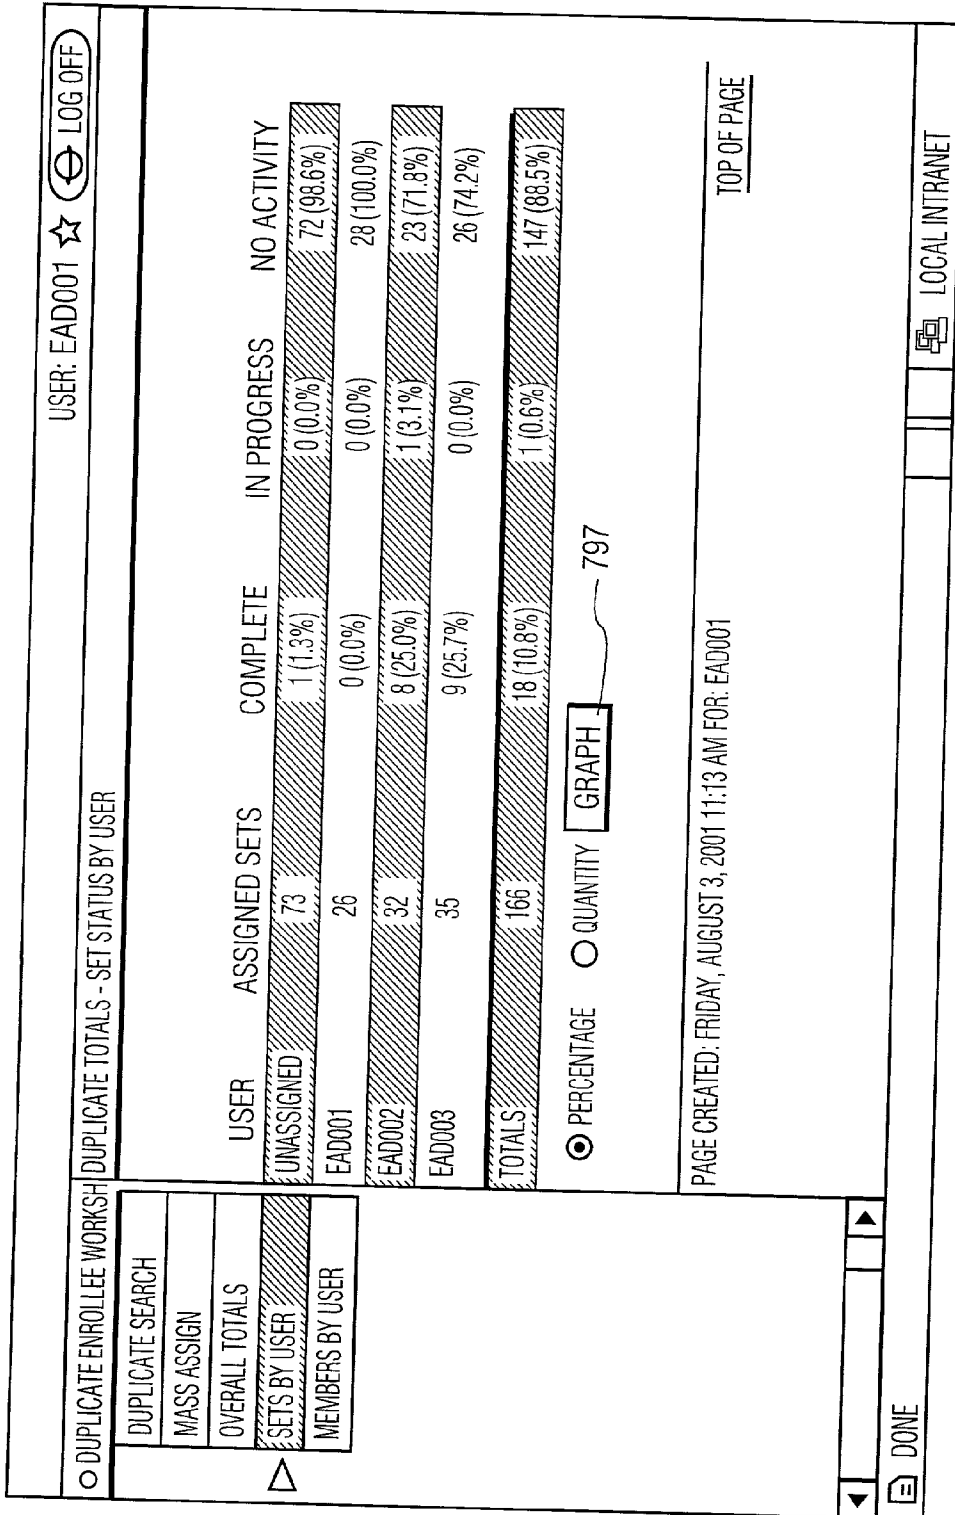 USER: EAD001 LOG OFF
DUPLICATE ENROLLEE WORKSH DUPLICATE TOTALS - SET STATUS BY USER
DUPLICATE SEARCH
MASS ASSIGN
OVERALL TOTALS
SETS BY USER
MEMBERS BY USER
USER ASSIGNED SETS COMPLETE IN PROGRESS NO ACTIVITY
UNASSIGNED 73 1 (1.3%) 0 (0.0%) 72 (98.6%)
EAD001 26 0 (0.0%) 0 (0.0%) 28 (100.0%)
EAD002 32 8 (25.0%) 1 (3.1%) 23 (71.8%)
EAD003 35 9 (25.7%) 0 (0.0%) 26 (74.2%)
TOTALS 166 18 (10.8%) 1 (0.6%) 147 (88.5%)
PERCENTAGE QUANTITY GRAPH 797
PAGE CREATED: FRIDAY, AUGUST 3, 2001 11:13 AM FOR: EAD001
TOP OF PAGE
DONE LOCAL INTRANET